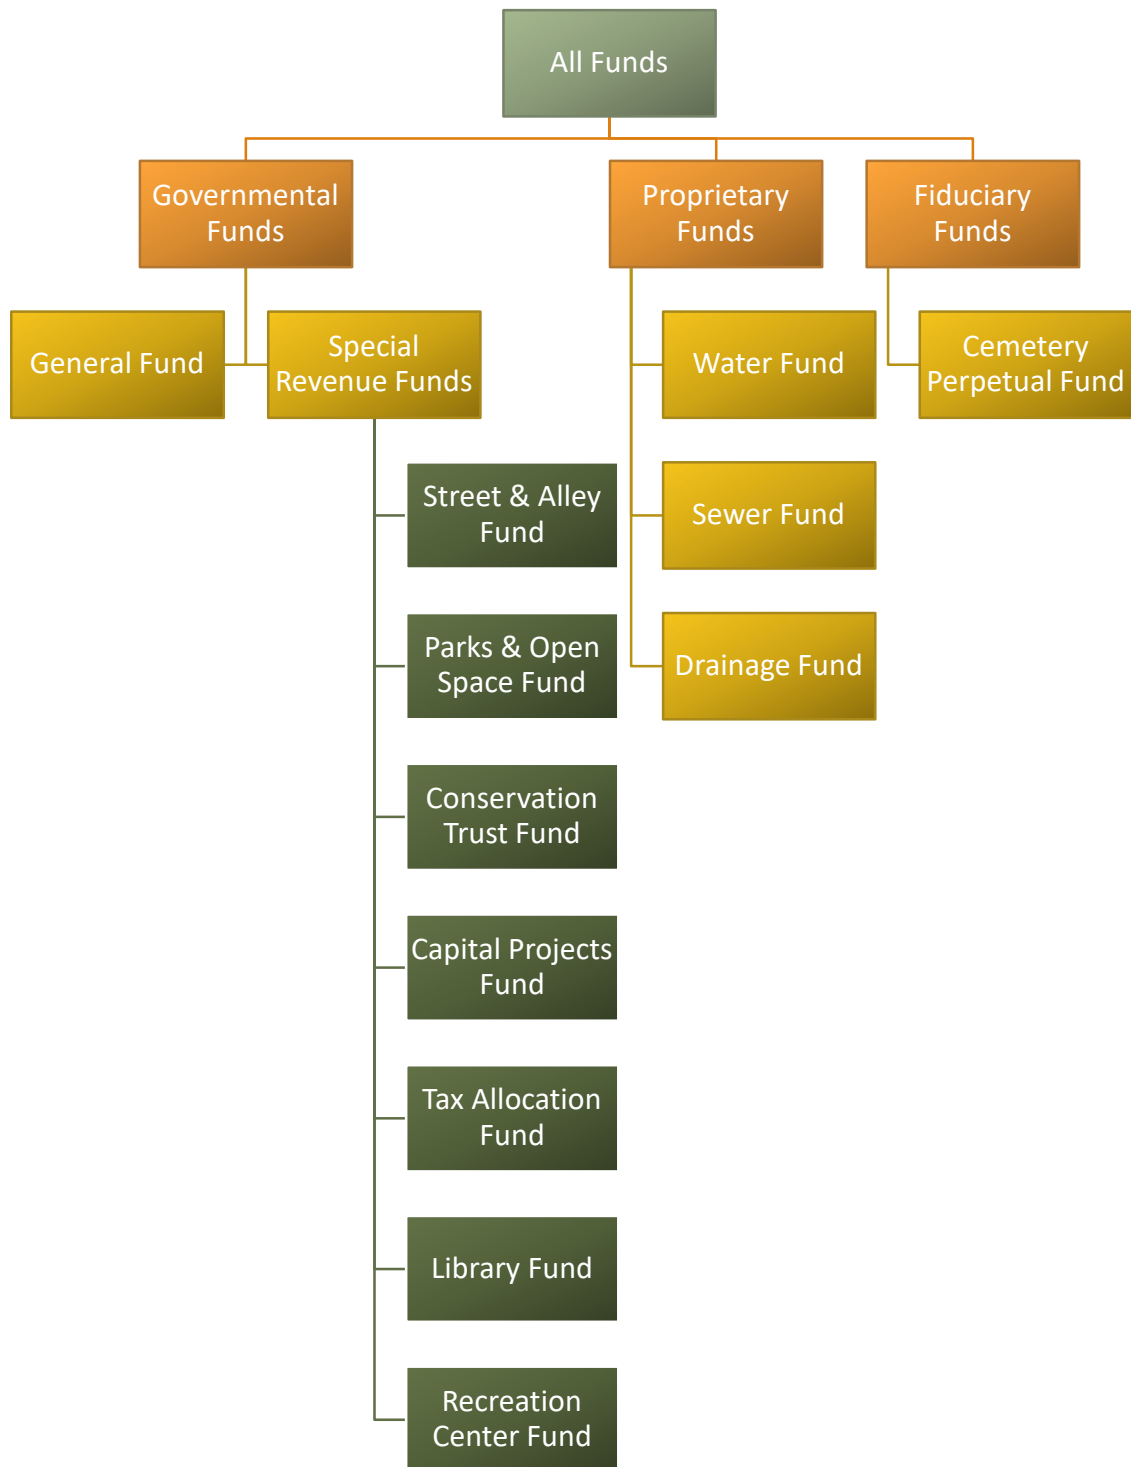 All Funds
Governmental
Funds
Proprietary
Funds
Fiduciary
Funds
General Fund
Special
Revenue Funds
Water Fund
Cemetery
Perpetual Fund
Street & Alley
Fund
Sewer Fund
Parks & Open
Space Fund
Drainage Fund
Conservation
Trust Fund
Capital Projects
Fund
Tax Allocation
Fund
Library Fund
Recreation
Center Fund